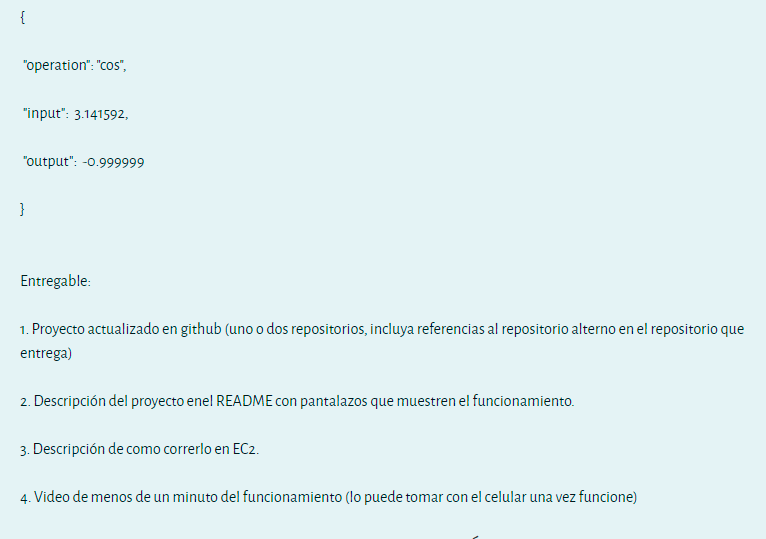 {
"operation": "cos",
"input":  3.141592,
"output":  -0.999999
}
Entregable:
1. Proyecto actualizado en github (uno o dos repositorios, incluya referencias al repositorio alterno en el repositorio que
entrega)
2. Descripción del proyecto enel README con pantalazos que muestren el funcionamiento.
3. Descripción de como correrlo en EC2.
4. Video de menos de un minuto del funcionamiento (lo puede tomar con el celular una vez funcione)